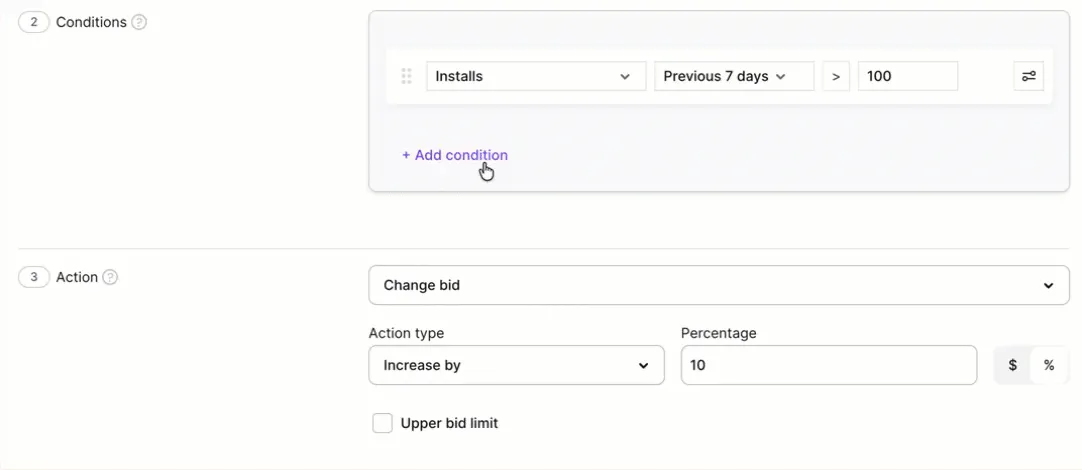 2 Conditions ?
Installs Previous 7 days > 100
+ Add condition
3 Action ?
Change bid
Action type Percentage
Increase by 10 $ %
Upper bid limit